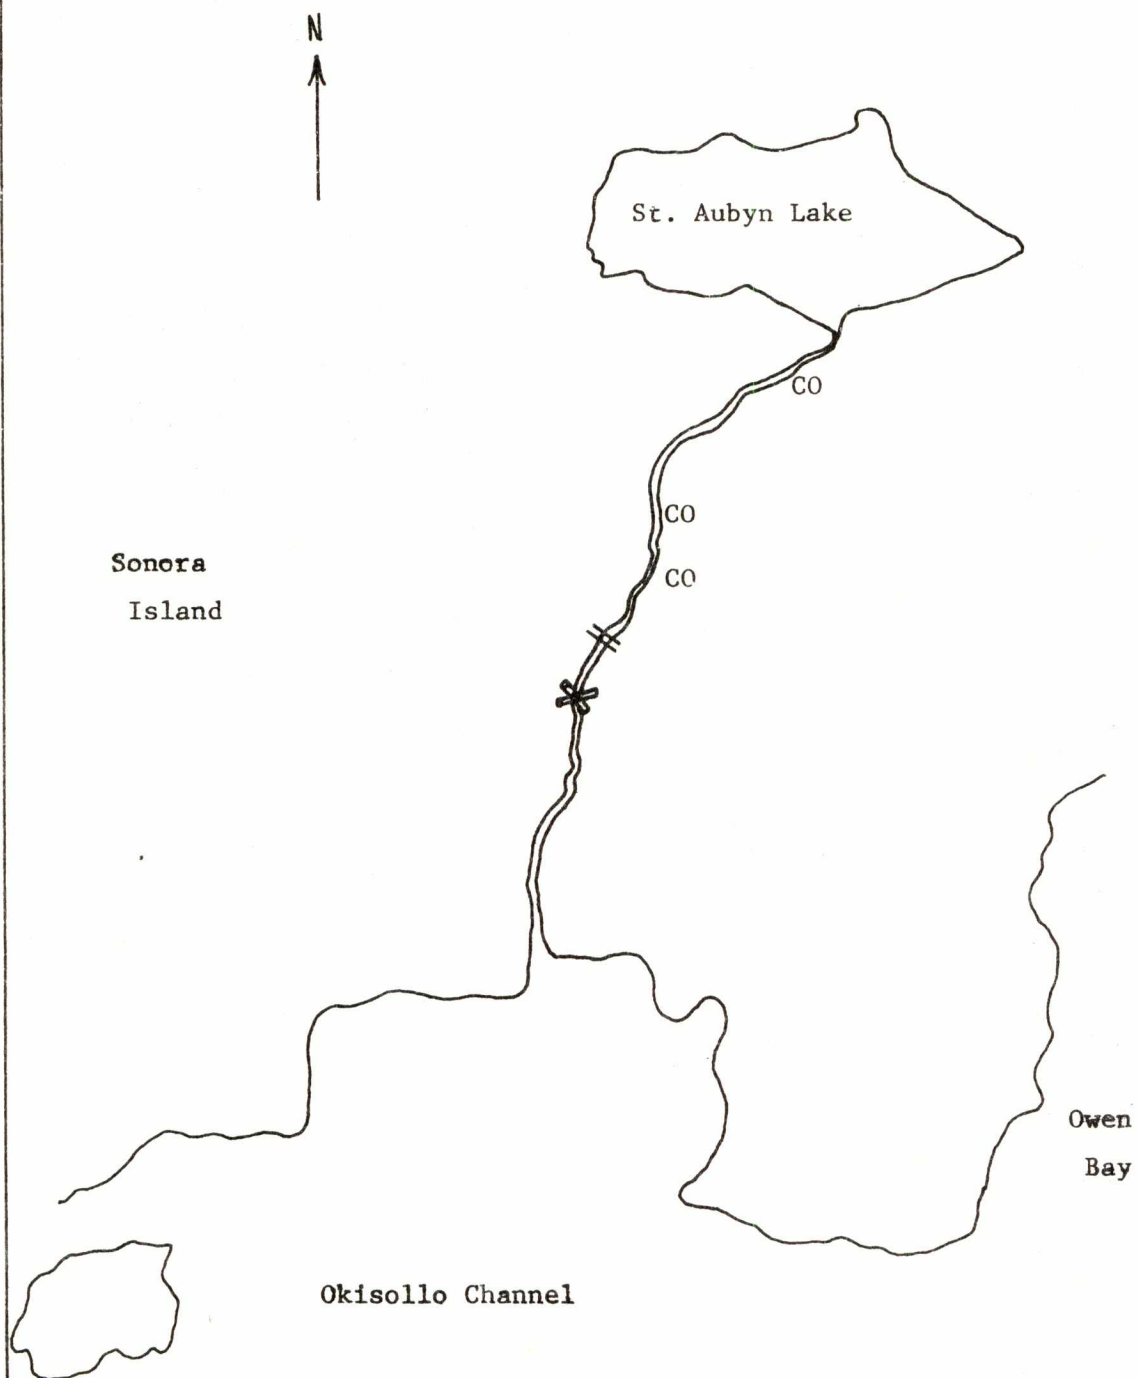 N
St. Aubyn Lake
CO
CO
Sonora
Island
CO
Owen
Bay
Okisollo Channel